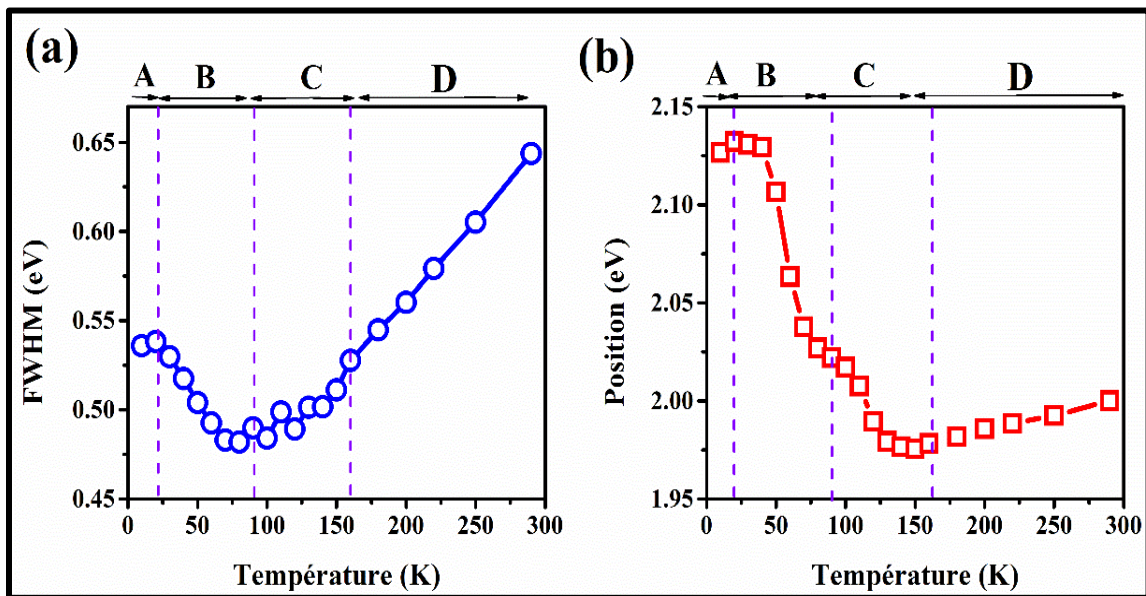 (a)
A B C D
FWHM (eV)
0.65
0.60
0.55
0.50
0.45
0 50 100 150 200 250 300
Température (K)
(b)
A B C D
Position (eV)
2.15
2.10
2.05
2.00
1.95
0 50 100 150 200 250 300
Température (K)